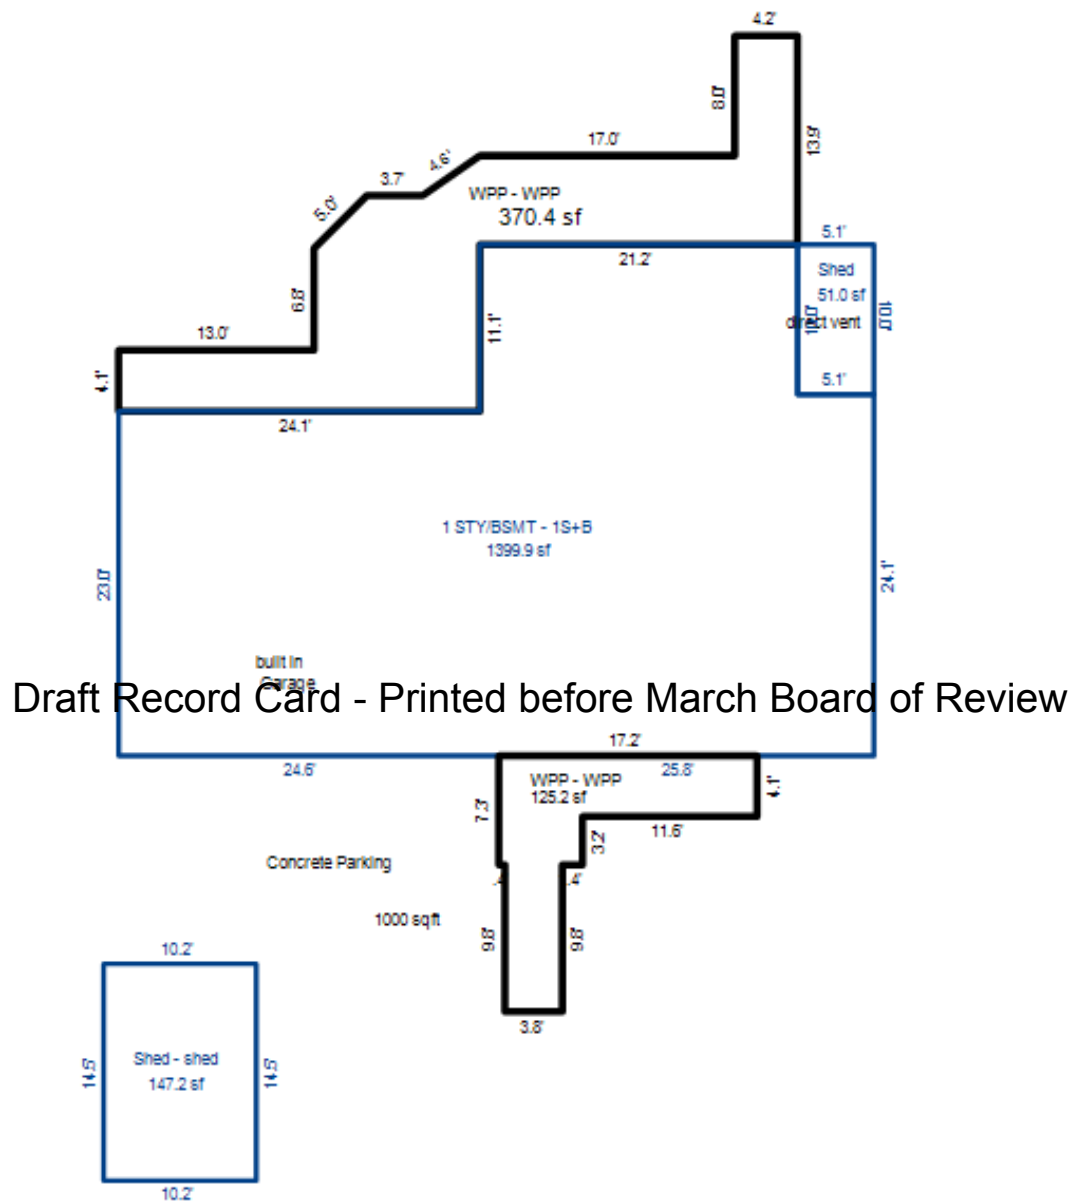 4.2'
8.0'
13.9'
17.0'
4.6'
3.7'
5.0'
WPP - WPP
370.4 sf
5.1'
21.2'
Shed
51.0 sf
direct vent
10.0'
10.0'
6.8'
11.1'
13.0'
4.1'
5.1'
24.1'
1 STY/BSMT - 1S+B
1399.9 sf
23.0'
24.1'
built in
Garage
Draft Record Card - Printed before March Board of Review
17.2'
24.6'
25.8'
WPP - WPP
125.2 sf
4.1'
7.3'
11.6'
3.2'
Concrete Parking
.4'
1000 sqft
9.8'
9.8'
10.2'
3.8'
Shed - shed
147.2 sf
14.5'
14.5'
10.2'